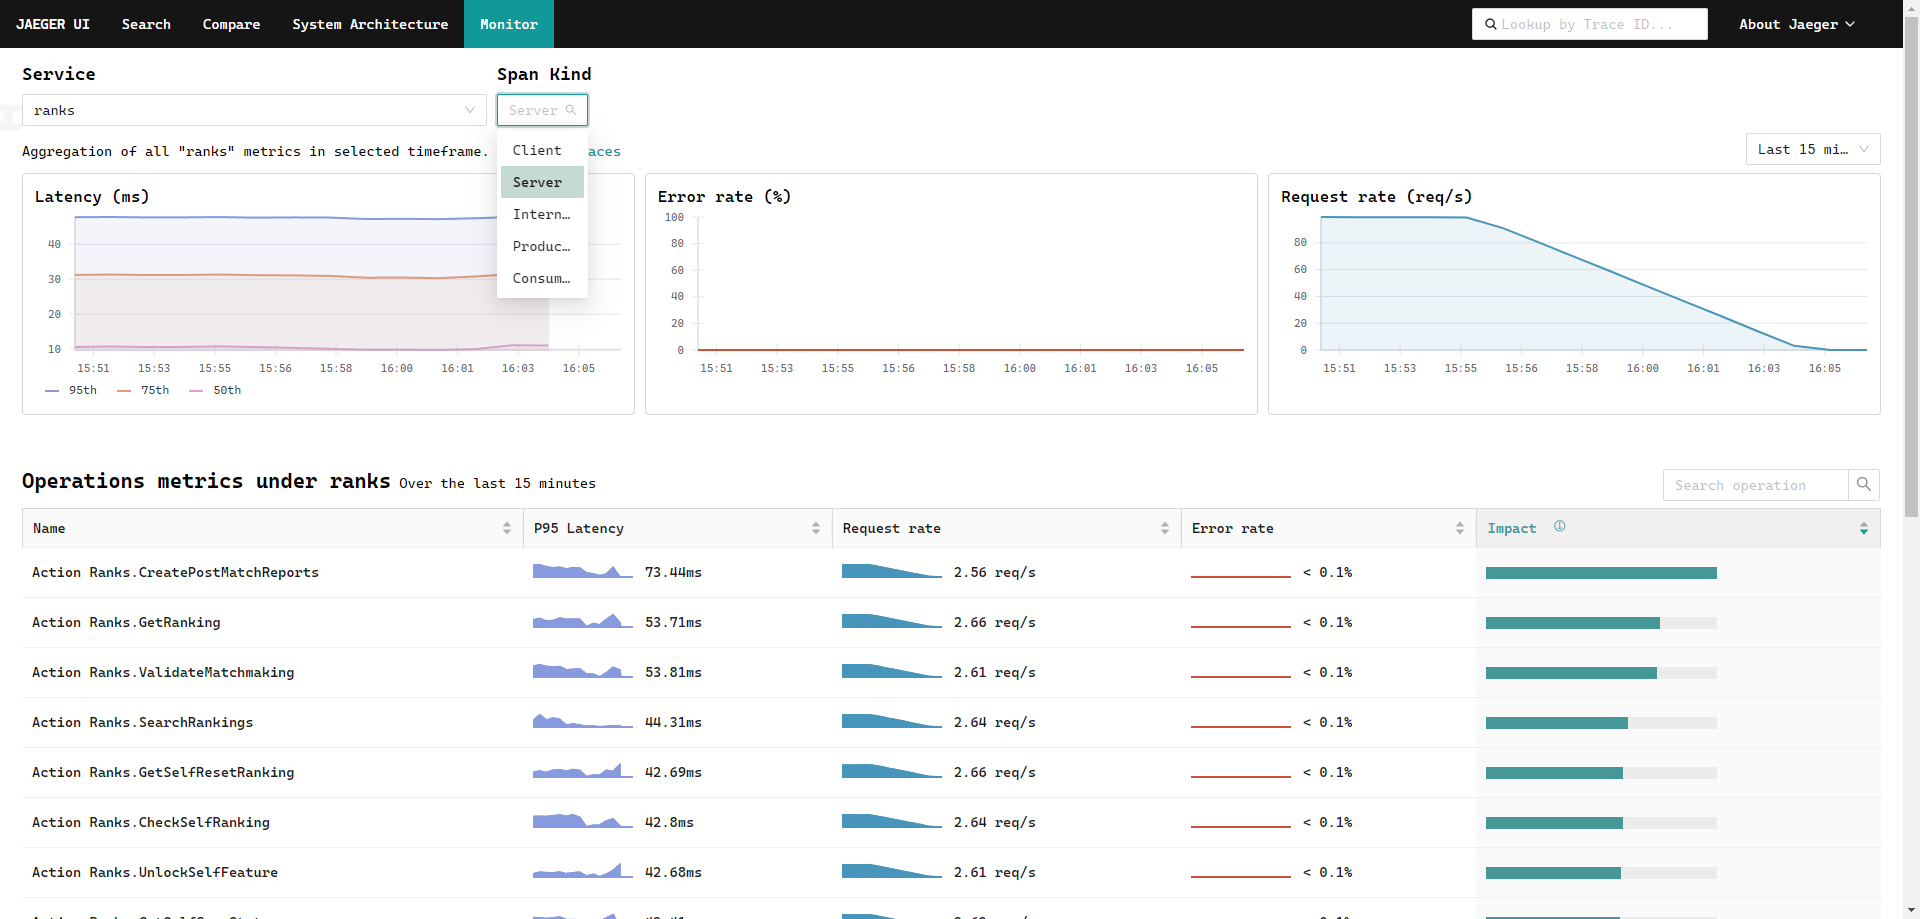 JAEGER UI Search Compare System Architecture Monitor Lookup by Trace ID... About Jaeger
Service Span Kind
ranks Server
Aggregation of all "ranks" metrics in selected timeframe. aces Last 15 mi…
Client
Server
Intern…
Produc…
Consum…
Latency (ms)
40
30
20
10
15:51 15:53 15:55 15:56 15:58 16:00 16:01 16:03 16:05
95th 75th 50th
Error rate (%)
100
80
60
40
20
0
15:51 15:53 15:55 15:56 15:58 16:00 16:01 16:03 16:05
Request rate (req/s)
80
60
40
20
0
15:51 15:53 15:55 15:56 15:58 16:00 16:01 16:03 16:05
Operations metrics under ranks Over the last 15 minutes Search operation
Name P95 Latency Request rate Error rate Impact
Action Ranks.CreatePostMatchReports 73.44ms 2.56 req/s < 0.1%
Action Ranks.GetRanking 53.71ms 2.66 req/s < 0.1%
Action Ranks.ValidateMatchmaking 53.81ms 2.61 req/s < 0.1%
Action Ranks.SearchRankings 44.31ms 2.64 req/s < 0.1%
Action Ranks.GetSelfResetRanking 42.69ms 2.66 req/s < 0.1%
Action Ranks.CheckSelfRanking 42.8ms 2.64 req/s < 0.1%
Action Ranks.UnlockSelfFeature 42.68ms 2.61 req/s < 0.1%